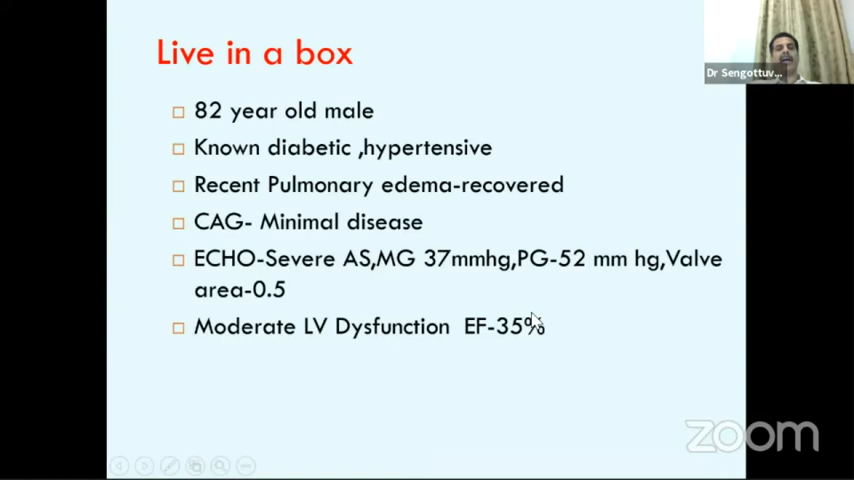 Live in a box
Dr Sengottuv...
82 year old male
Known diabetic ,hypertensive
Recent Pulmonary edema-recovered
CAG- Minimal disease
ECHO-Severe AS,MG 37mmhg,PG-52 mm hg,Valve
area-0.5
Moderate LV Dysfunction EF-35%
zoom